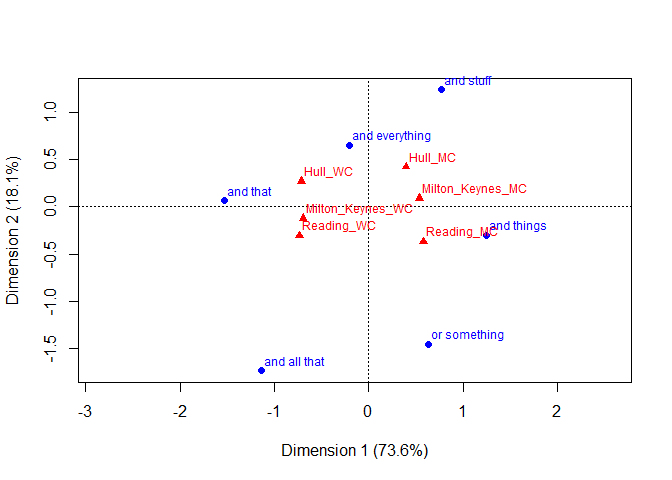 and stuff
and everything
Hull_MC
Hull_WC
Milton_Keynes_MC
and that
Milton_Keynes_WC
Reading_WC
Reading_MC
and things
or something
and all that
1.0
0.5
0.0
-0.5
-1.0
-1.5
Dimension 2 (18.1%)
-3 -2 -1 0 1 2
Dimension 1 (73.6%)